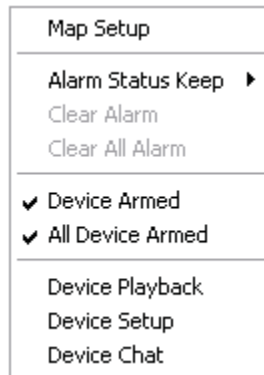 Map Setup
Alarm Status Keep
Clear Alarm
Clear All Alarm
Device Armed
All Device Armed
Device Playback
Device Setup
Device Chat